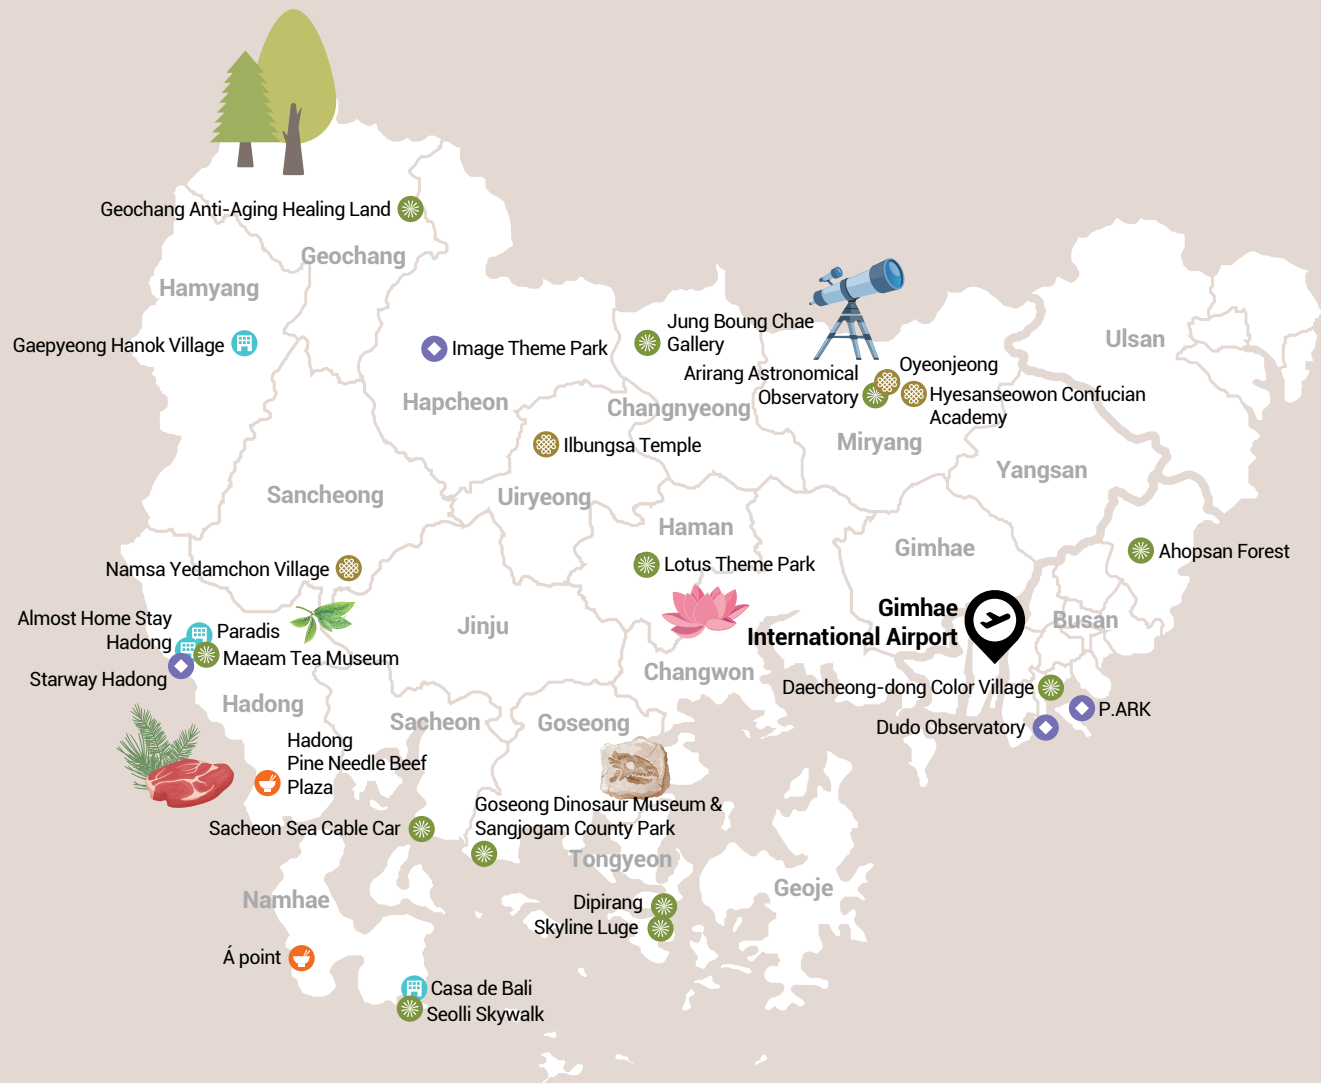 Geochang Anti-Aging Healing Land
Geochang
Hamyang
Gaepyeong Hanok Village
Image Theme Park
Jung Boung Chae
Gallery
Ulsan
Arirang Astronomical
Observatory
Oyeonjeong
Hyesanseowon Confucian
Academy
Hapcheon
Changnyeong
Miryang
Ilbungsa Temple
Yangsan
Sancheong
Uiryeong
Haman
Gimhae
Ahopsan Forest
Namsa Yedamchon Village
Lotus Theme Park
Almost Home Stay
Hadong
Paradis
Maeam Tea Museum
Starway Hadong
Jinju
Gimhae
International Airport
Busan
Changwon
Daecheong-dong Color Village
P.ARK
Dudo Observatory
Hadong
Sacheon
Goseong
Hadong
Pine Needle Beef
Plaza
Goseong Dinosaur Museum &
Sangjogam County Park
Sacheon Sea Cable Car
Tongyeon
Geoje
Namhae
Dipirang
Skyline Luge
Á point
Casa de Bali
Seolli Skywalk